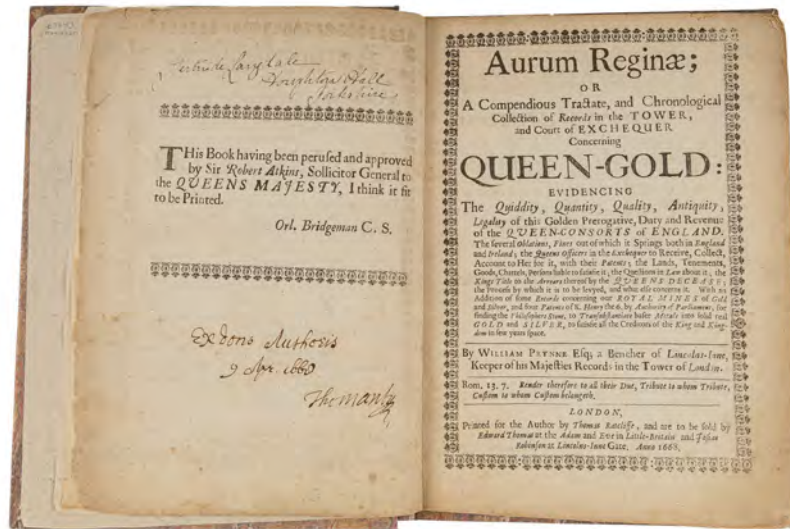 Houghton Hall
Yorkshire
THis Book having been perused and approved
by Sir Robert Atkins, Sollicitor General to
the QUEENS MAJESTY, I think it fit
to be Printed.
Orl. Bridgeman C. S.
Ex dono Authoris
9 Apr. 1668
Tho: Manby
Aurum Reginæ;
OR
A Compendious Tractate, and Chronological
Collection of Records in the TOWER,
and Court of EXCHEQUER
Concerning
QUEEN-GOLD:
EVIDENCING
The Quiddity, Quantity, Quality, Antiquity,
Legality of this Golden Prerogative, Duty and Revenue
of the QUEEN-CONSORTS of ENGLAND.
The several Oblations, Fines out of which it Springs both in England
and Ireland; the Queens Officers in the Exchequer to Receive, Collect,
Account to Her for it, with their Patents; the Lands, Tenements,
Goods, Chattels, Persons liable to satisfie it; the Questions in Law about it; the
Kings Title to the Arrears thereof by the QUEENS DECEASE;
the Process by which it is to be levyed, and what else concerns it. With an
Addition of some Records concerning our ROYAL MINES of Gold
and Silver, and four Patents of K. Henry the 6. by Authority of Parliament, for
finding the Philosophers Stone, to Transubstantiate baser Metals into solid real
GOLD and SILVER, to satisfie all the Creditors of the King and King-
dom in few years space.
By WILLIAM PRYNNE Esq; a Bencher of Lincolns-Inne,
Keeper of his Majesties Records in the Tower of London.
Rom. 13. 7. Render therefore to all their Due, Tribute to whom Tribute,
Custom to whom Custom belongeth.
LONDON,
Printed for the Author by Thomas Ratcliffe, and are to be sold by
Edward Thomas at the Adam and Eve in Little-Britain and Josias
Robinson at Lincolns-Inne Gate, Anno 1668.